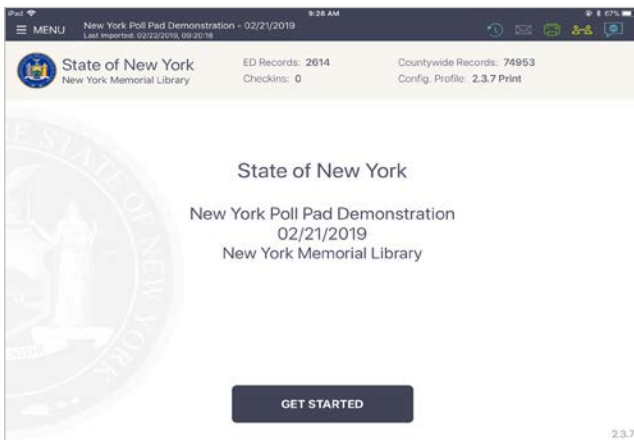 iPad 9:26 AM 67%
MENU New York Poll Pad Demonstration - 02/21/2019
Last Imported: 02/22/2019, 09:20:18
State of New York ED Records: 2614 Countywide Records: 74953
New York Memorial Library Checkins: 0 Config. Profile: 2.3.7 Print
State of New York
New York Poll Pad Demonstration
02/21/2019
New York Memorial Library
GET STARTED
2.3.7